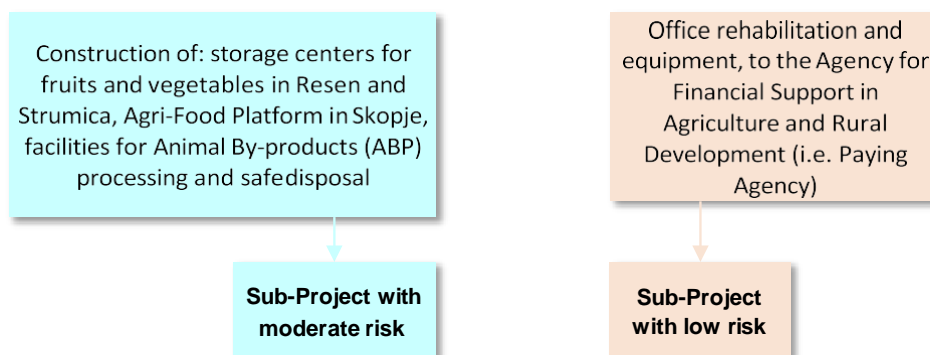 Construction of: storage centers for
fruits and vegetables in Resen and
Strumica, Agri-Food Platform in Skopje,
facilities for Animal By-products (ABP)
processing and safedisposal
Sub-Project with
moderate risk
Office rehabilitation and
equipment, to the Agency for
Financial Support in
Agriculture and Rural
Development (i.e. Paying
Agency)
Sub-Project
with low risk